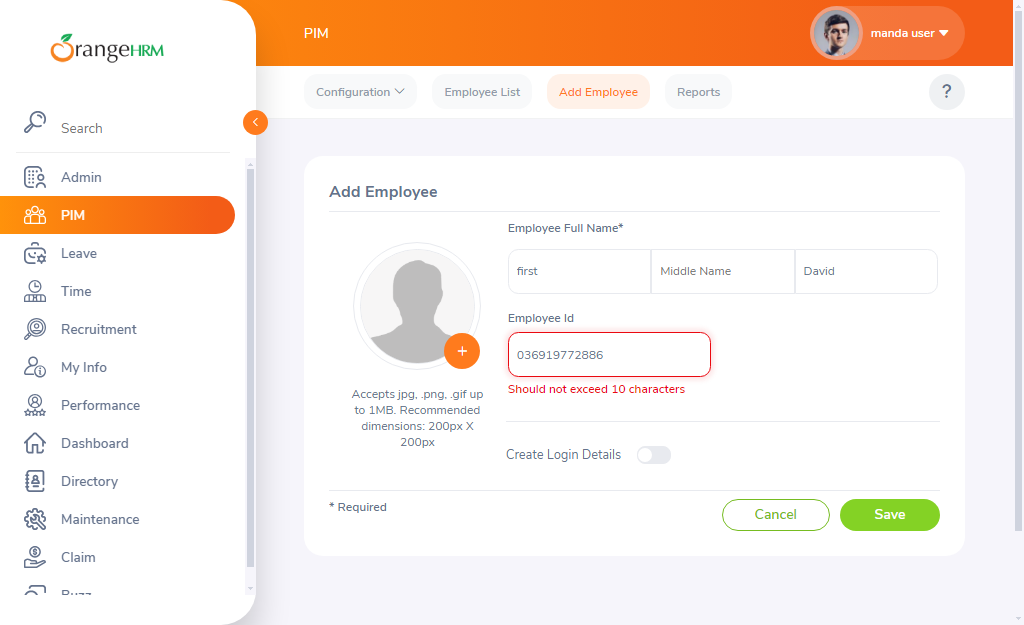 OrangeHRM
PIM
manda user
Configuration
Employee List
Add Employee
Reports
?
Search
Admin
PIM
Leave
Time
Recruitment
My Info
Performance
Dashboard
Directory
Maintenance
Claim
Buzz
Add Employee
Employee Full Name*
first
Middle Name
David
Employee Id
036919772886
Should not exceed 10 characters
+
Accepts jpg, .png, .gif up
to 1MB. Recommended
dimensions: 200px X
200px
Create Login Details
* Required
Cancel
Save